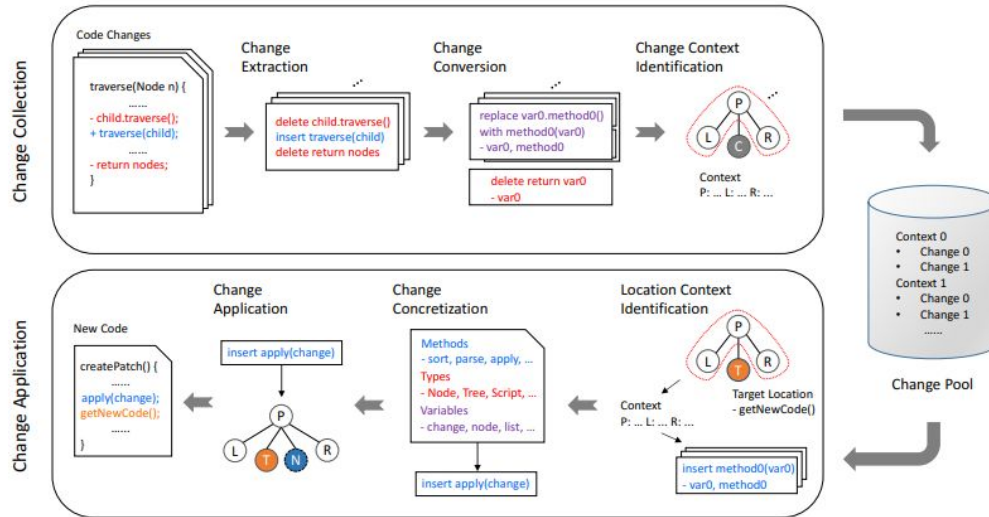 Change Collection
Code Changes
traverse(Node n) {
......
- child.traverse();
+ traverse(child);
......
- return nodes;
}
Change
Extraction
...
delete child.traverse()
insert traverse(child)
delete return nodes
Change
Conversion
...
replace var0.method0()
with method0(var0)
- var0, method0
delete return var0
- var0
Change Context
Identification
...
P
L
C
R
Context
P: ... L: ... R: ...
Context 0
• Change 0
• Change 1
Context 1
• Change 0
• Change 1
......
Change Pool
Change Application
Location Context
Identification
P
L
T
R
Target Location
- getNewCode()
Context
P: ... L: ... R: ...
insert method0(var0)
- var0, method0
Change
Concretization
Methods
- sort, parse, apply, ...
Types
- Node, Tree, Script, ...
Variables
- change, node, list, ...
insert apply(change)
Change
Application
insert apply(change)
P
L
T
N
R
New Code
createPatch() {
......
apply(change);
getNewCode();
......
}